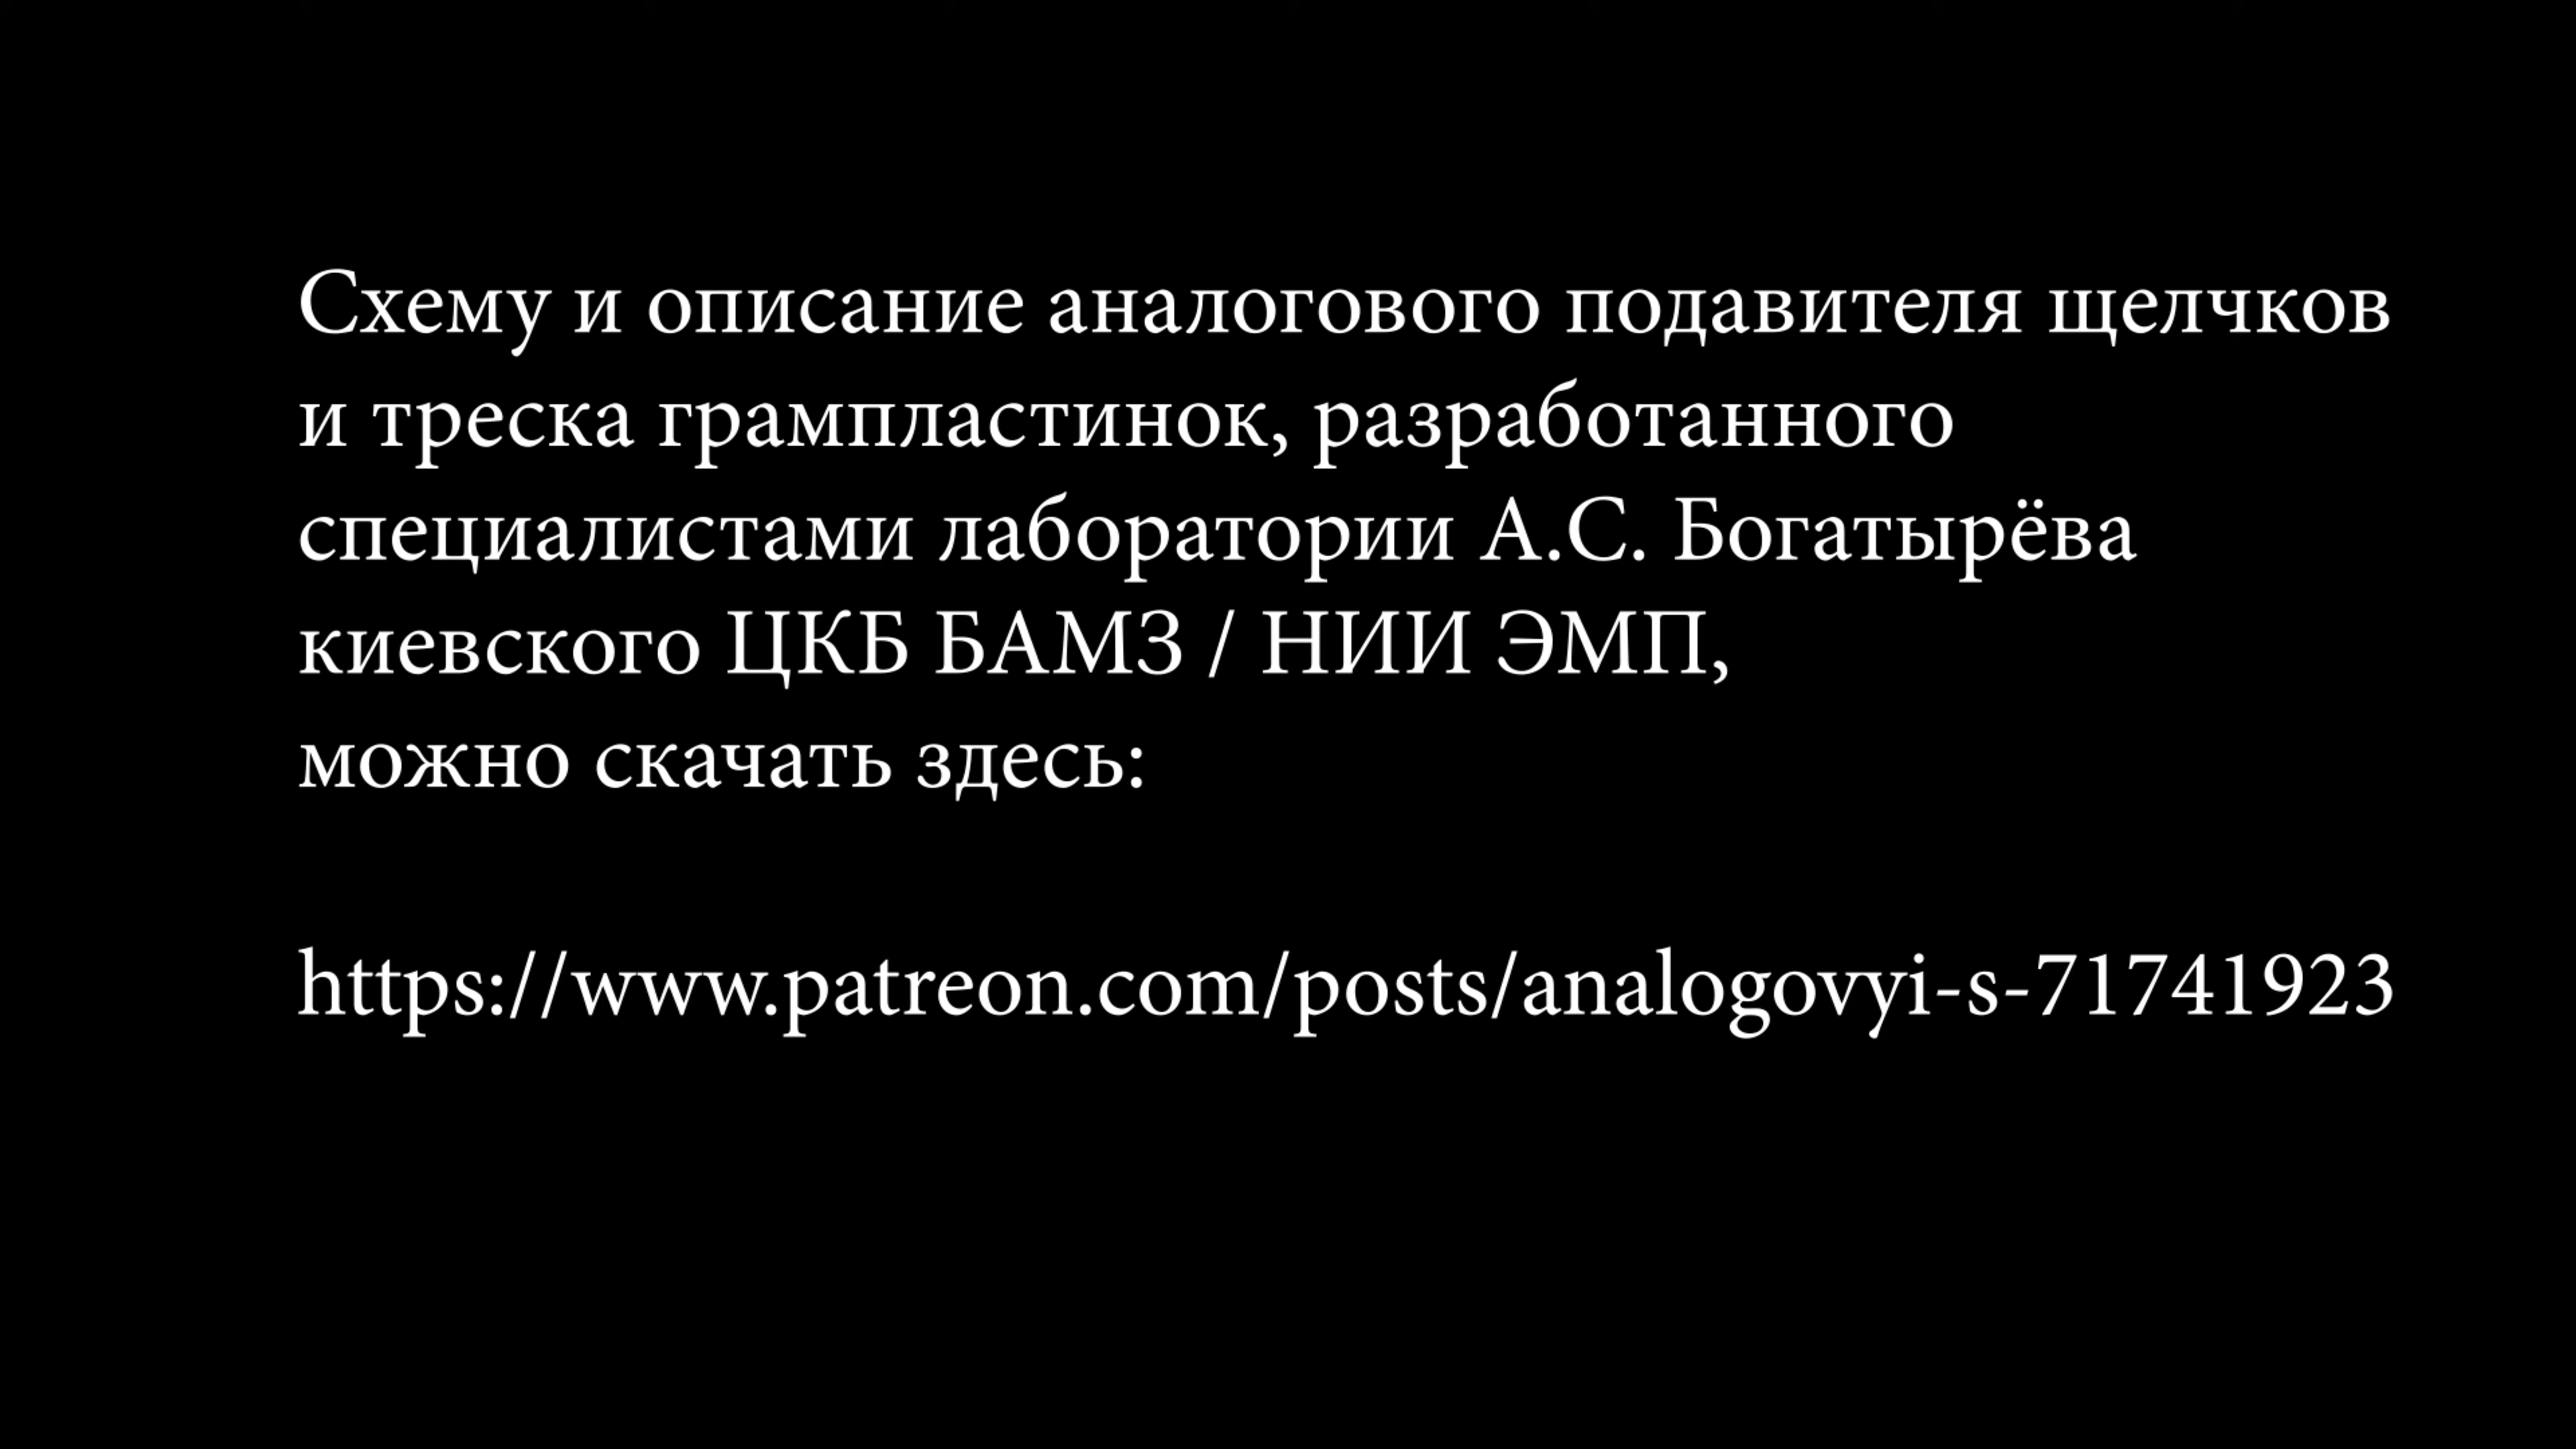 Схему и описание аналогового подавителя щелчков
и треска грампластинок, разработанного
специалистами лаборатории А.С. Богатырёва
киевского ЦКБ БАМЗ / НИИ ЭМП,
можно скачать здесь:
https://www.patreon.com/posts/analogovyi-s-71741923